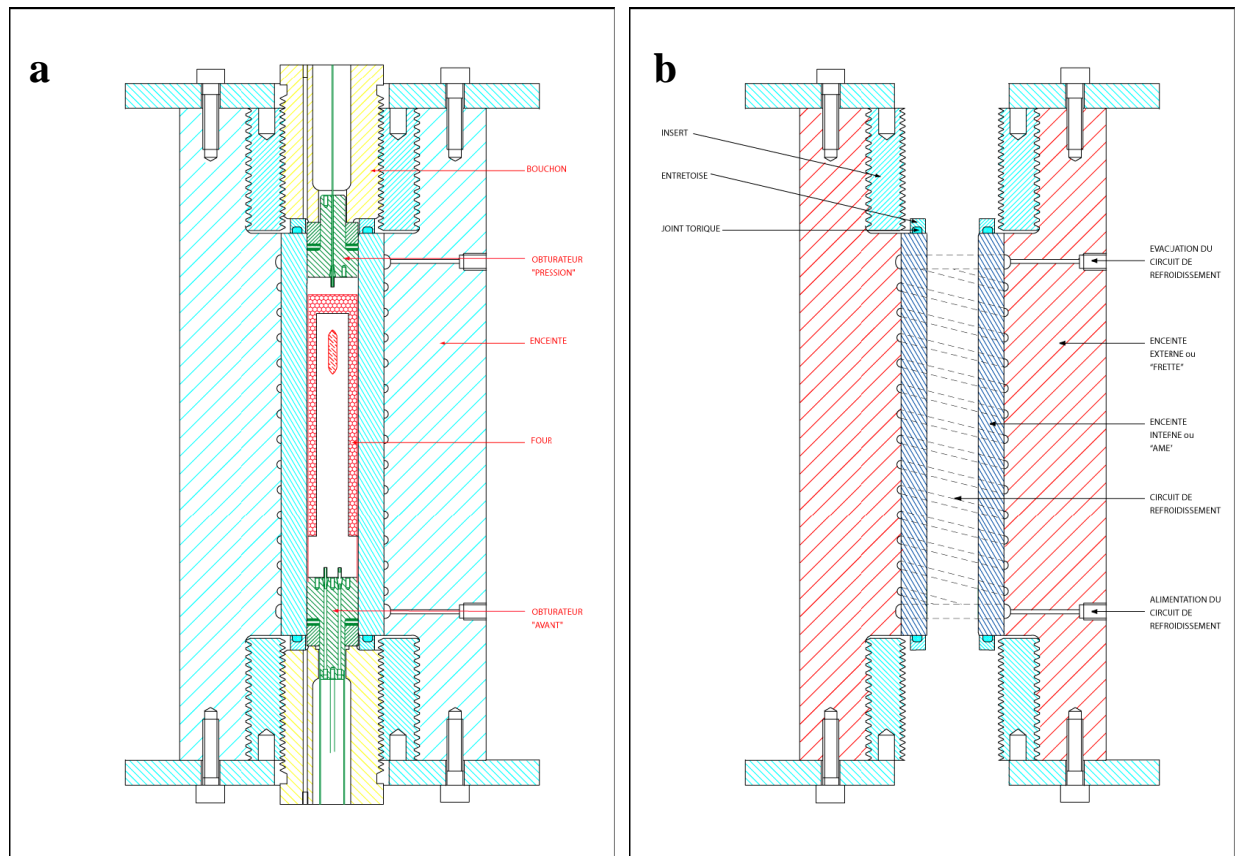 a
BOUCHON
OBTURATEUR
"PRESSION"
ENCEINTE
FOUR
OBTURATEUR
"AVANT"
b
INSERT
ENTRETOISE
JOINT TORIQUE
EVACUATION DU
CIRCUIT DE
REFROIDISSEMENT
ENCEINTE
EXTERNE ou
"FRETTE"
ENCEINTE
INTEFNE ou
"AME"
CIRCUIT DE
REFROIDISSEMENT
ALIMENTATION DU
CIRCUIT DE
REFROIDISSEMENT